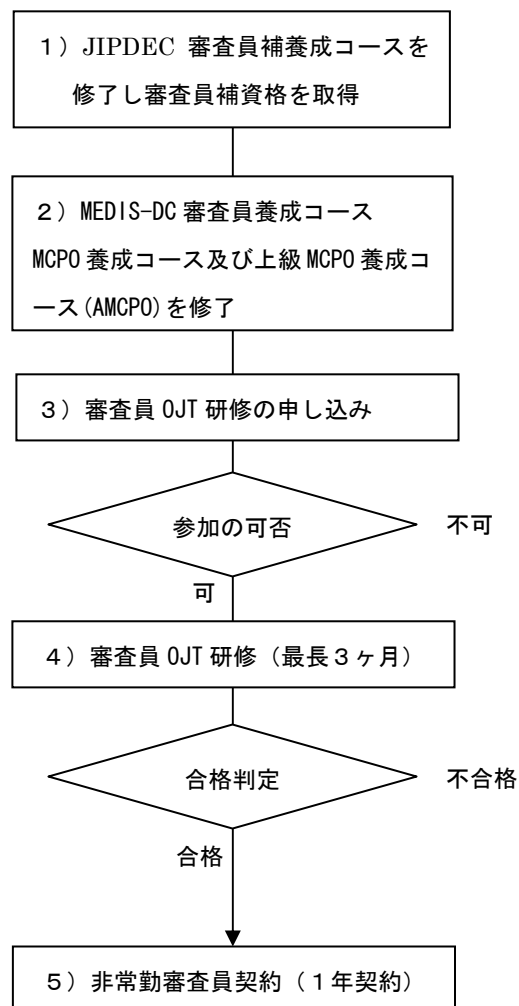 １）JIPDEC 審査員補養成コースを
修了し審査員補資格を取得
２）MEDIS-DC 審査員養成コース
MCPO 養成コース及び上級 MCPO 養成コ
ース(AMCPO)を修了
３）審査員 OJT 研修の申し込み
参加の可否
不可
可
４）審査員 OJT 研修（最長３ヶ月）
合格判定
不合格
合格
５）非常勤審査員契約（１年契約）